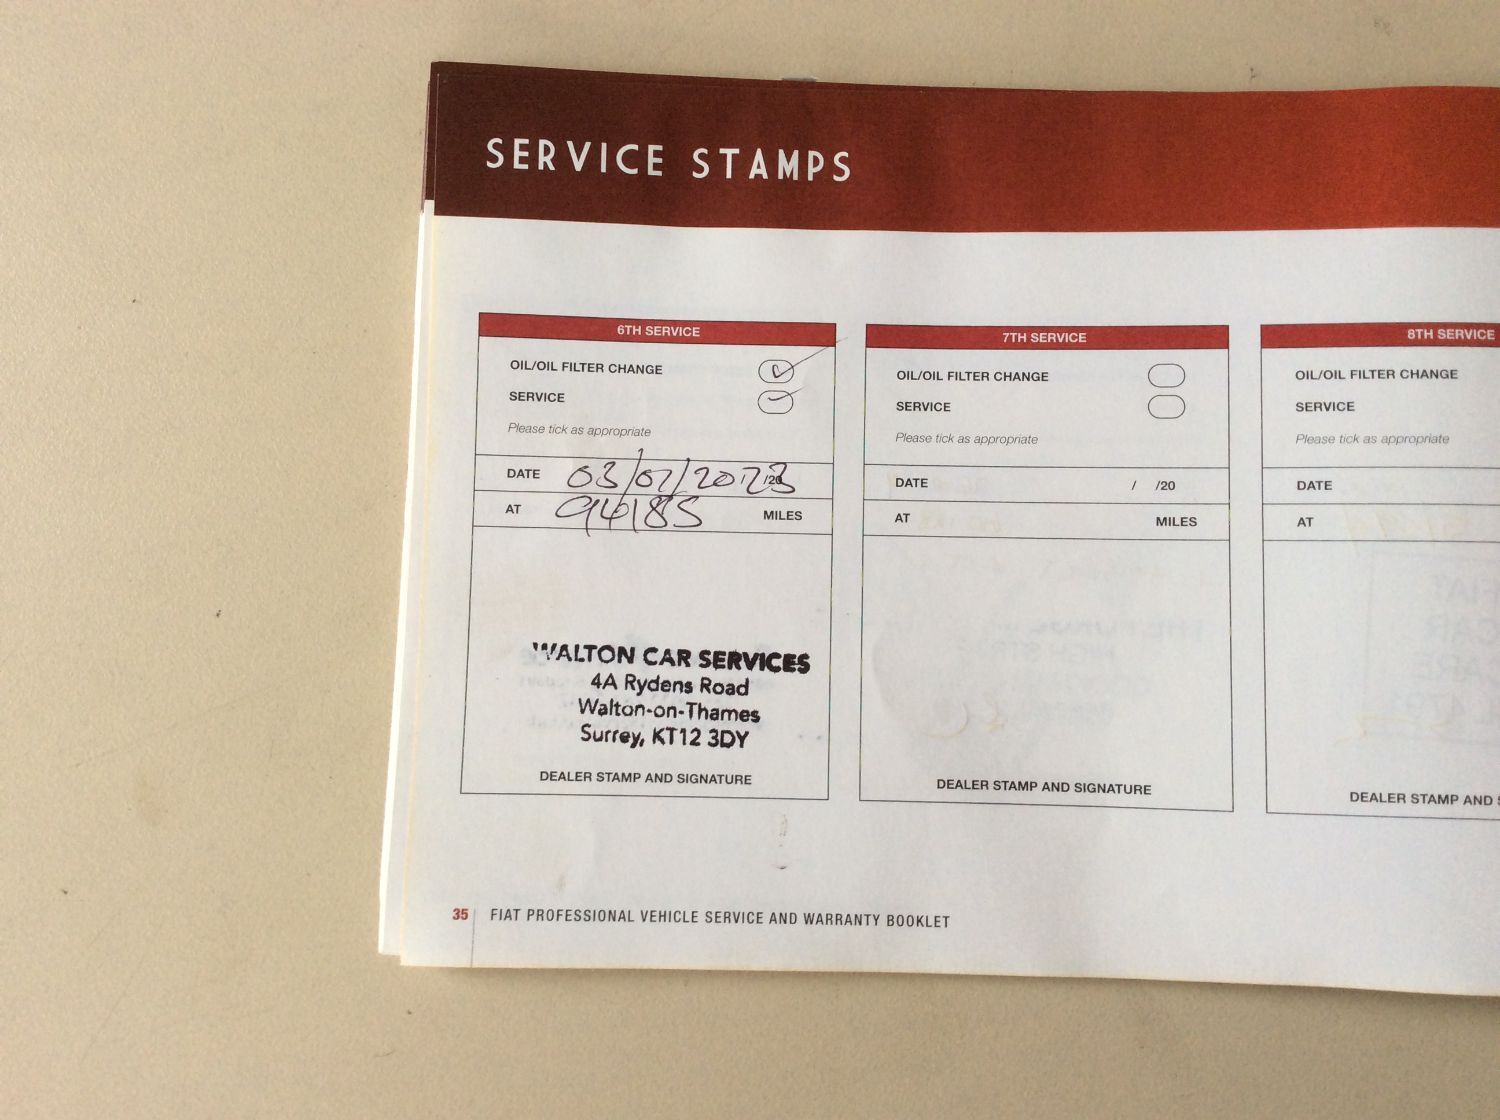 SERVICE STAMPS
6TH SERVICE
OIL/OIL FILTER CHANGE
SERVICE
Please tick as appropriate
DATE 03/07/2023 /20
AT 94185 MILES
WALTON CAR SERVICES
4A Rydens Road
Walton-on-Thames
Surrey, KT12 3DY
DEALER STAMP AND SIGNATURE
7TH SERVICE
OIL/OIL FILTER CHANGE
SERVICE
Please tick as appropriate
DATE / /20
AT MILES
DEALER STAMP AND SIGNATURE
8TH SERVICE
OIL/OIL FILTER CHANGE
SERVICE
Please tick as appropriate
DATE
AT
DEALER STAMP AND
35 FIAT PROFESSIONAL VEHICLE SERVICE AND WARRANTY BOOKLET